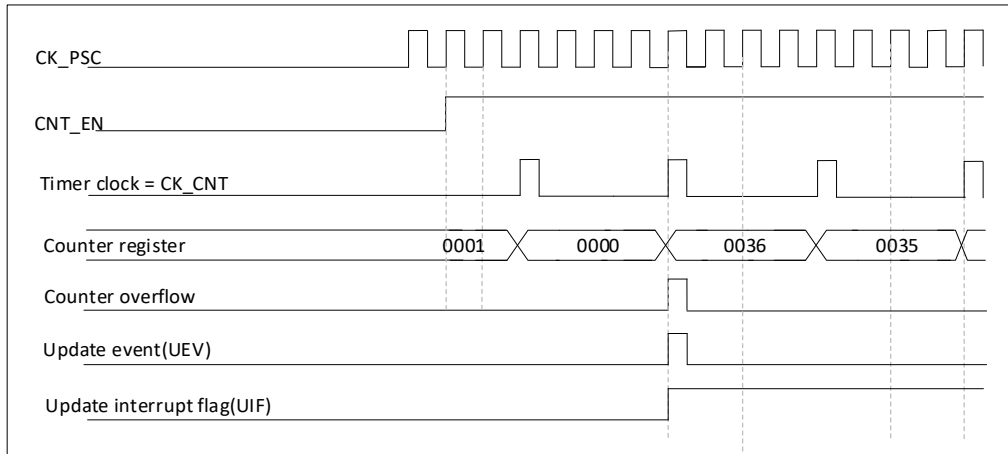 CK_PSC
CNT_EN
Timer clock = CK_CNT
Counter register 0001 0000 0036 0035
Counter overflow
Update event(UEV)
Update interrupt flag(UIF)